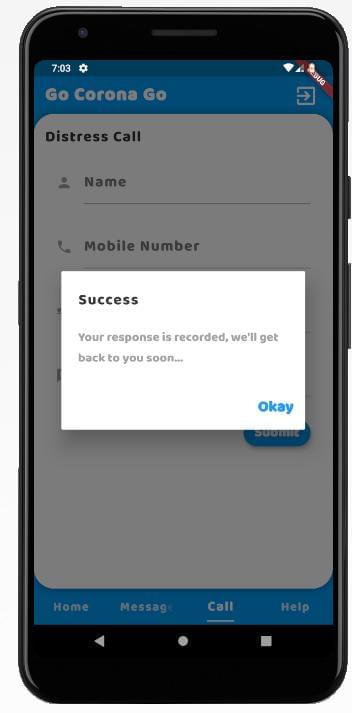 7:03
DEBUG
Go Corona Go
Distress Call
Name
Mobile Number
Success
Your response is recorded, we'll get
back to you soon...
Okay
Submit
Home Message Call Help